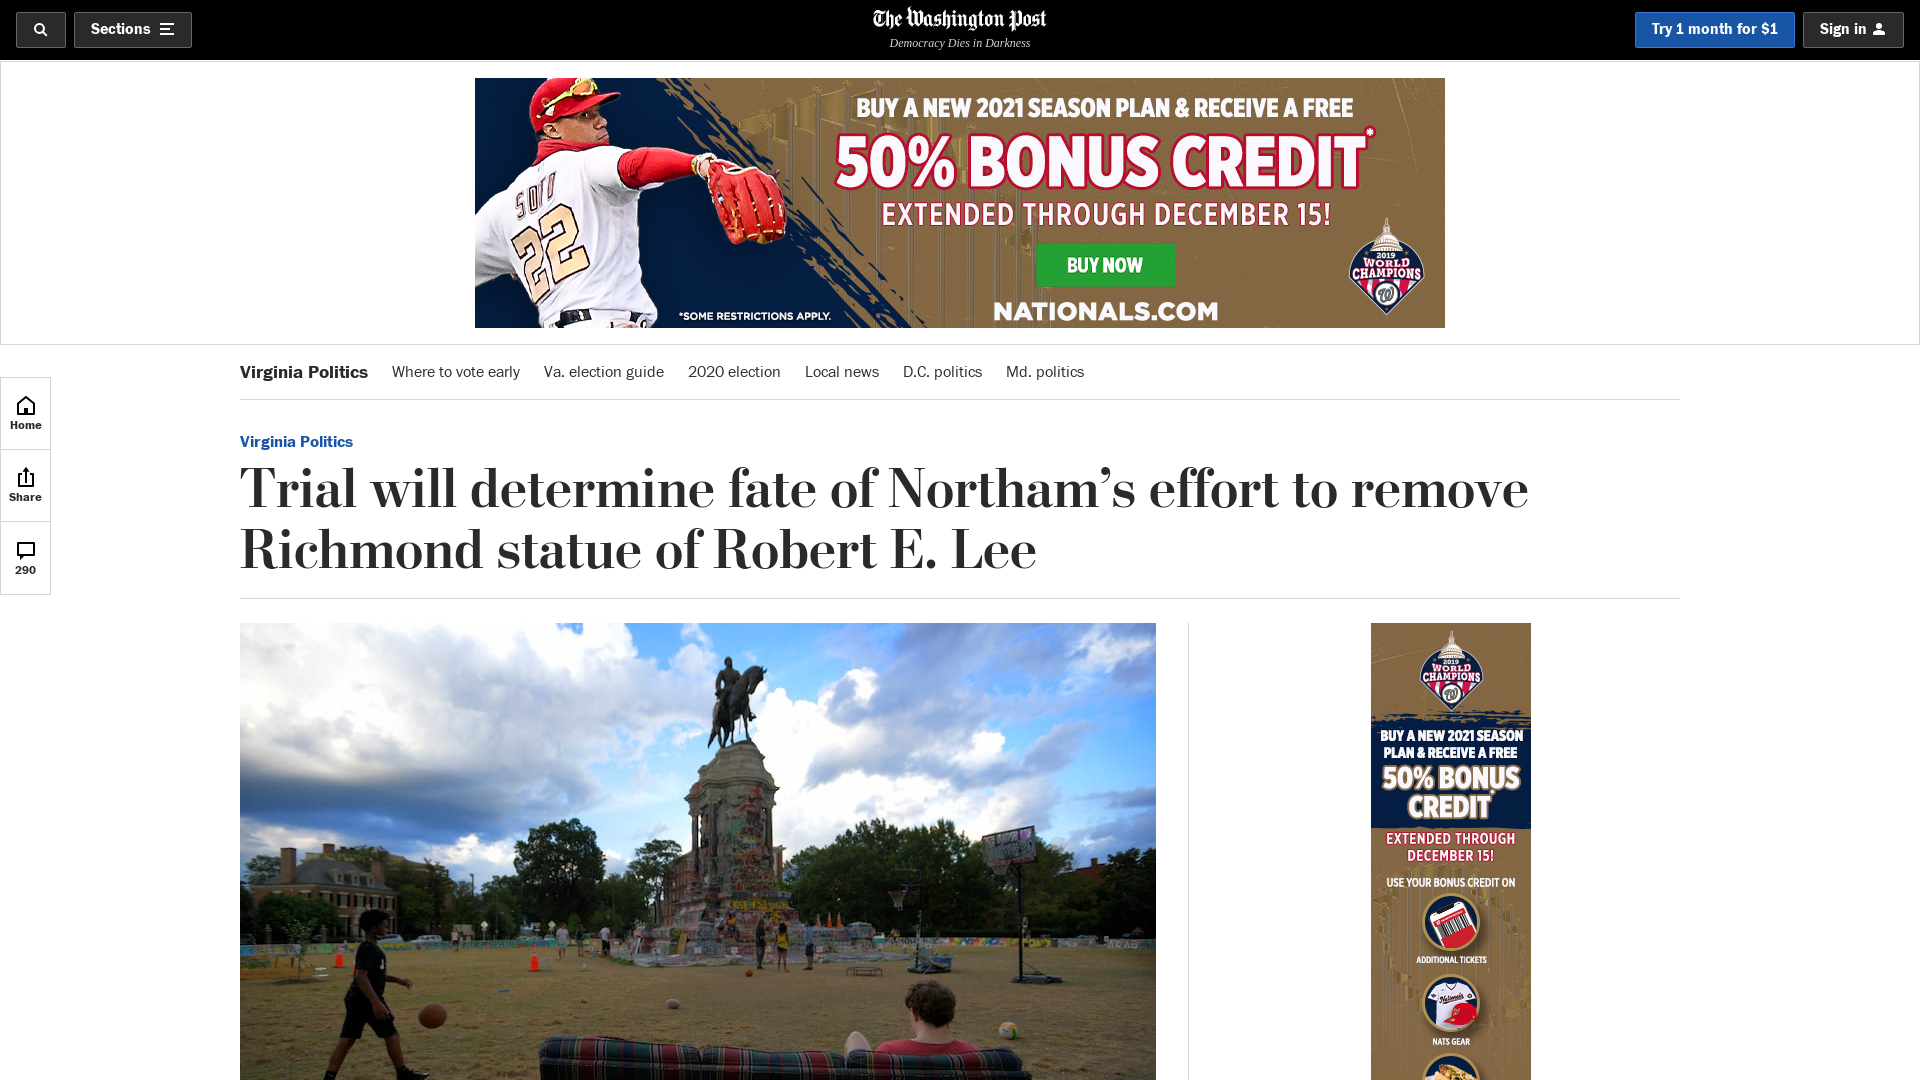 Sections
The Washington Post
Democracy Dies in Darkness
Try 1 month for $1
Sign in
BUY A NEW 2021 SEASON PLAN & RECEIVE A FREE
50% BONUS CREDIT*
EXTENDED THROUGH DECEMBER 15!
BUY NOW
NATIONALS.COM
*SOME RESTRICTIONS APPLY.
SOTO
22
2019
WORLD
CHAMPIONS
W
Virginia Politics
Where to vote early
Va. election guide
2020 election
Local news
D.C. politics
Md. politics
Home
Share
290
Virginia Politics
Trial will determine fate of Northam’s effort to remove
Richmond statue of Robert E. Lee
2019
WORLD
CHAMPIONS
W
BUY A NEW 2021 SEASON
PLAN & RECEIVE A FREE
50% BONUS
CREDIT*
EXTENDED THROUGH
DECEMBER 15!
USE YOUR BONUS CREDIT ON
ADDITIONAL TICKETS
Nationals
NATS GEAR